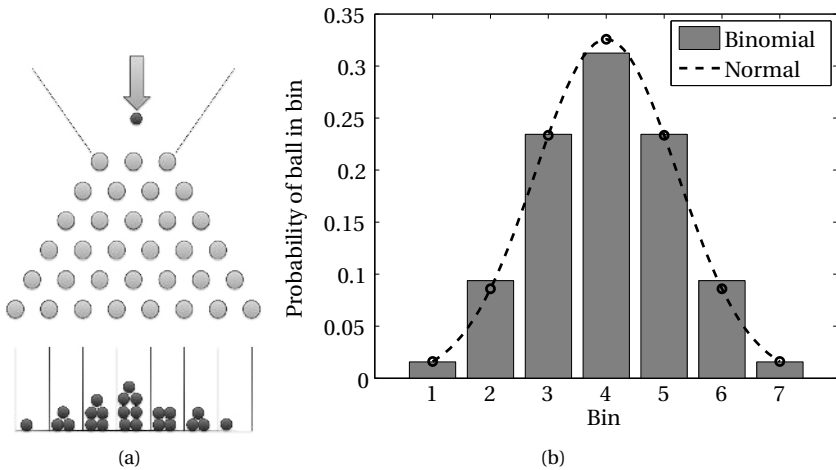 0.35
0.3
0.25
0.2
0.15
0.1
0.05
0
Probability of ball in bin
Binomial
Normal
1 2 3 4 5 6 7
Bin
(a)
(b)